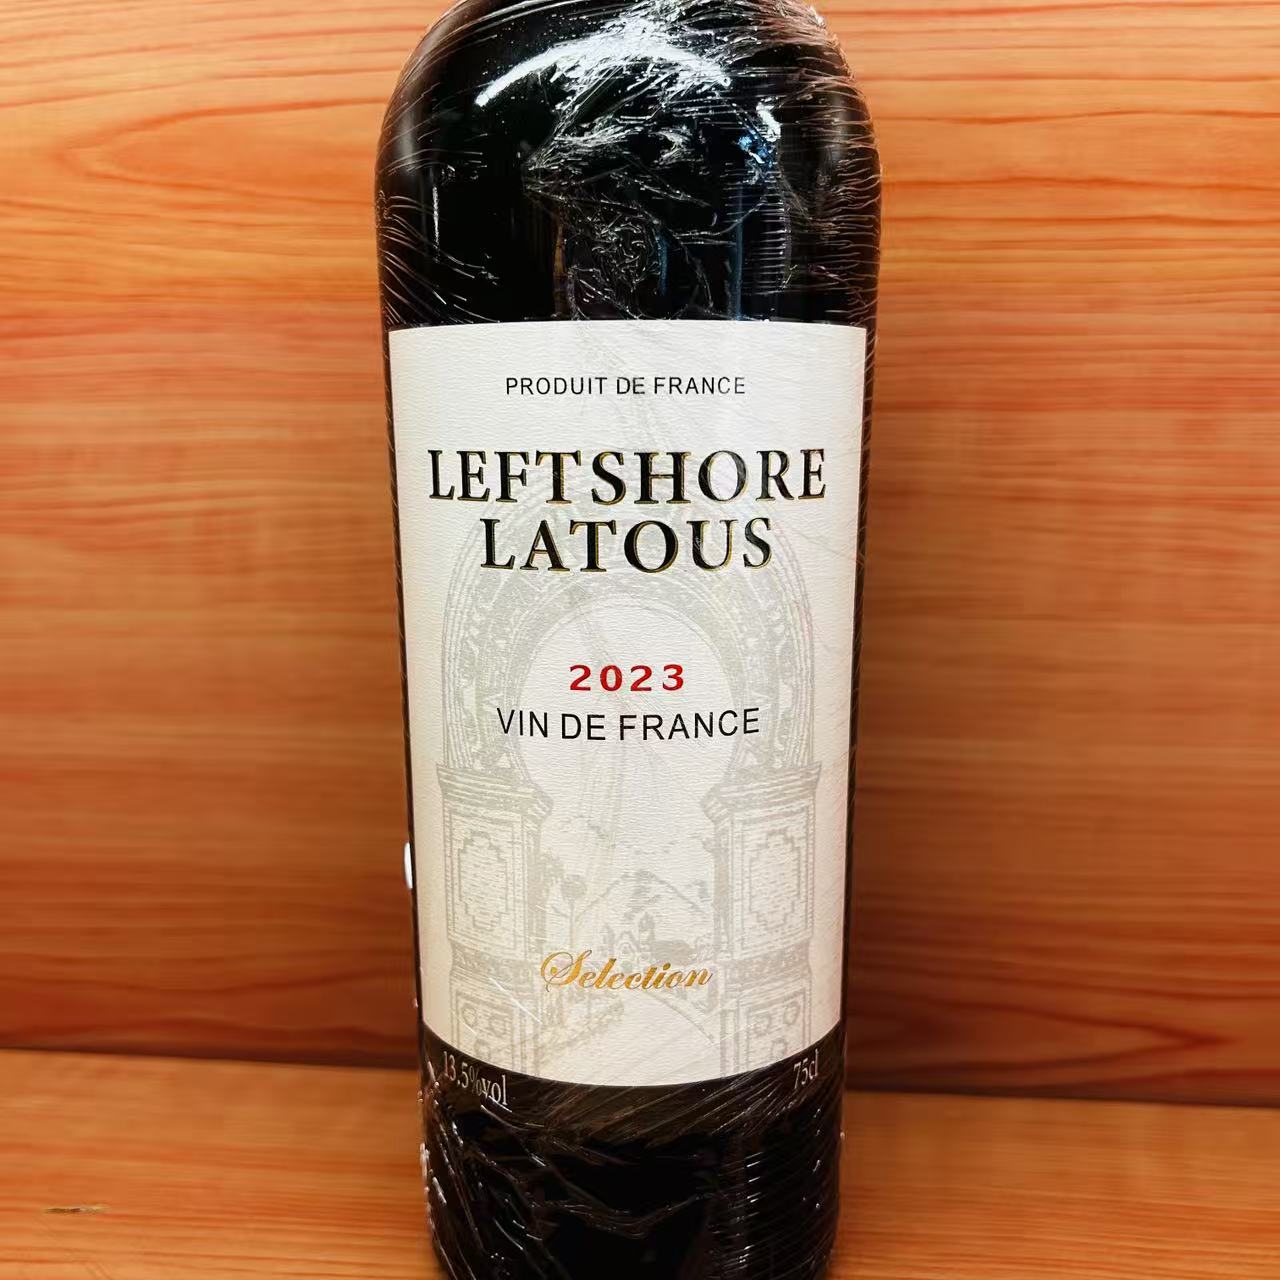 PRODUIT DE FRANCE
LEFTSHORE
LATOUS
2023
VIN DE FRANCE
Selection
13.5%vol
75cl